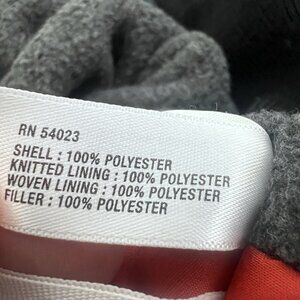 RN 54023
SHELL : 100% POLYESTER
KNITTED LINING : 100% POLYESTER
WOVEN LINING : 100% POLYESTER
FILLER : 100% POLYESTER